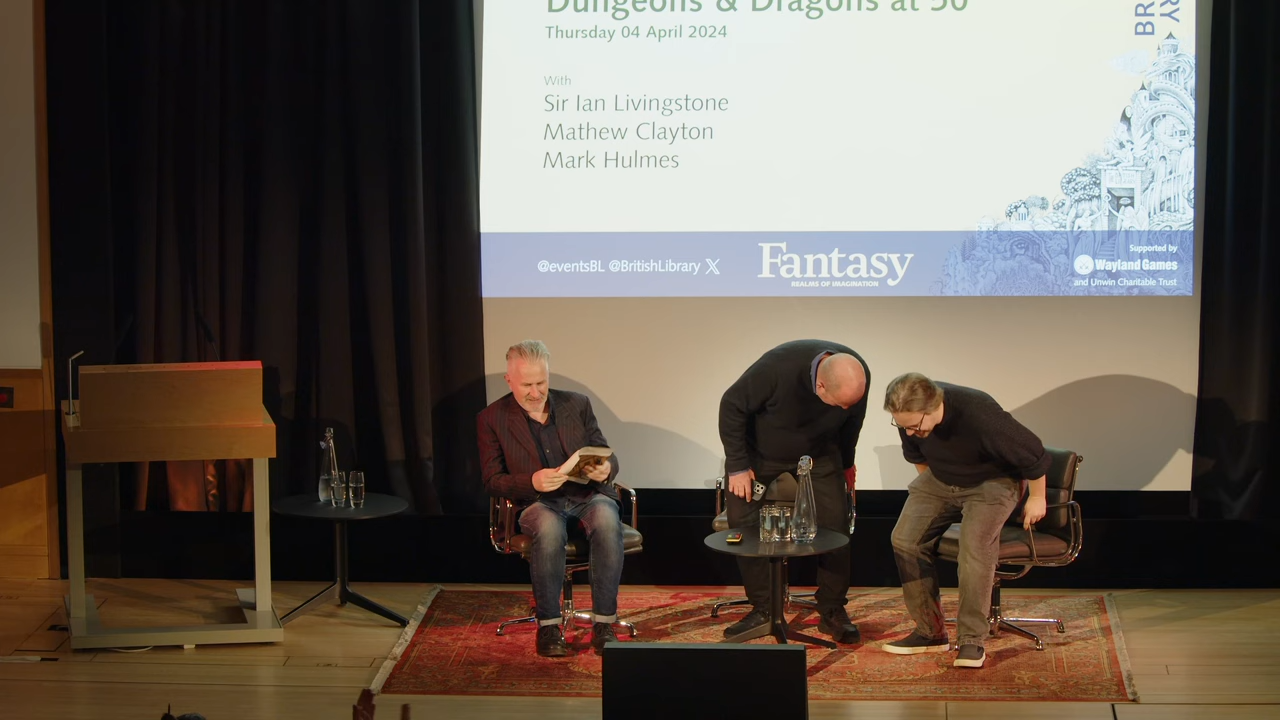 Dungeons & Dragons at 50
Thursday 04 April 2024
With
Sir Ian Livingstone
Mathew Clayton
Mark Hulmes
@eventsBL @BritishLibrary X
Fantasy
REALMS OF IMAGINATION
Supported by
Wayland Games
and Unwin Charitable Trust